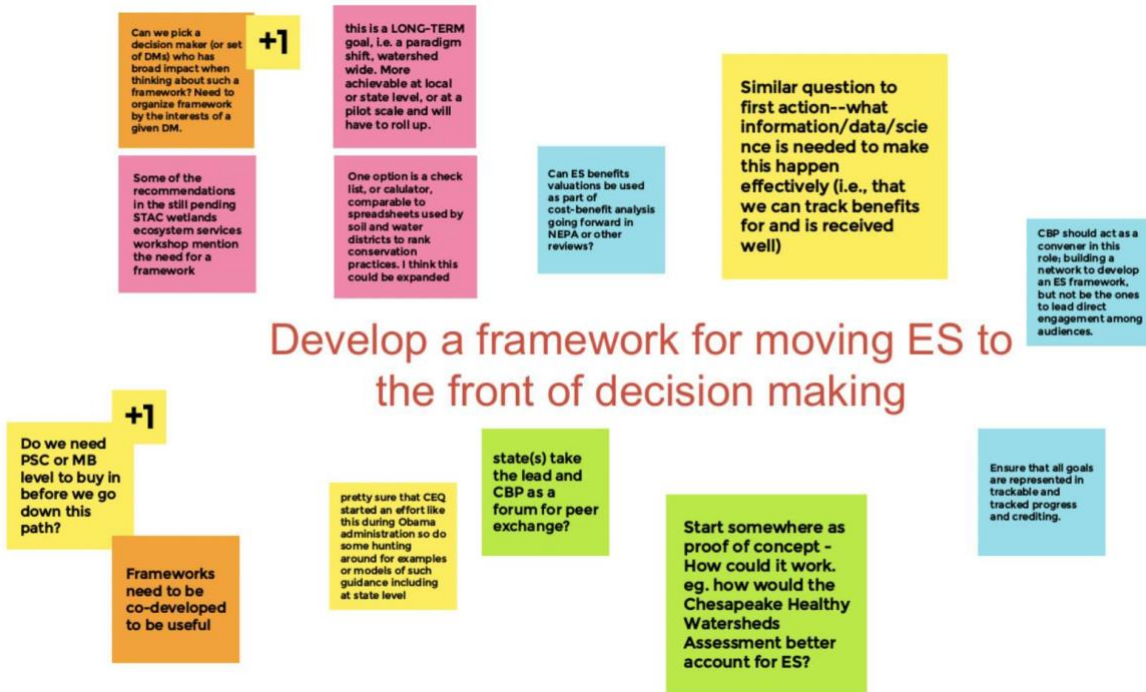 Can we pick a
decision maker (or set
of DMs) who has
broad impact when
thinking about such a
framework? Need to
organize framework
by the interests of a
given DM.
+1
this is a LONG-TERM
goal, i.e. a paradigm
shift, watershed
wide. More
achievable at local
or state level, or at a
pilot scale and will
have to roll up.
Some of the
recommendations
in the still pending
STAC wetlands
ecosystem services
workshop mention
the need for a
framework
One option is a check
list, or calulator,
comparable to
spreadsheets used by
soil and water
districts to rank
conservation
practices. I think this
could be expanded
Can ES benefits
valuations be used
as part of
cost-benefit analysis
going forward in
NEPA or other
reviews?
Similar question to
first action--what
information/data/scie
nce is needed to make
this happen
effectively (i.e., that
we can track benefits
for and is received
well)
CBP should act as a
convener in this
role; building a
network to develop
an ES framework,
but not be the ones
to lead direct
engagement among
audiences.
Develop a framework for moving ES to
the front of decision making
+1
Do we need
PSC or MB
level to buy in
before we go
down this
path?
Frameworks
need to be
co-developed
to be useful
pretty sure that CEQ
started an effort like
this during Obama
administration so do
some hunting
around for examples
or models of such
guidance including
at state level
state(s) take
the lead and
CBP as a
forum for peer
exchange?
Start somewhere as
proof of concept -
How could it work.
eg. how would the
Chesapeake Healthy
Watersheds
Assessment better
account for ES?
Ensure that all goals
are represented in
trackable and
tracked progress
and crediting.